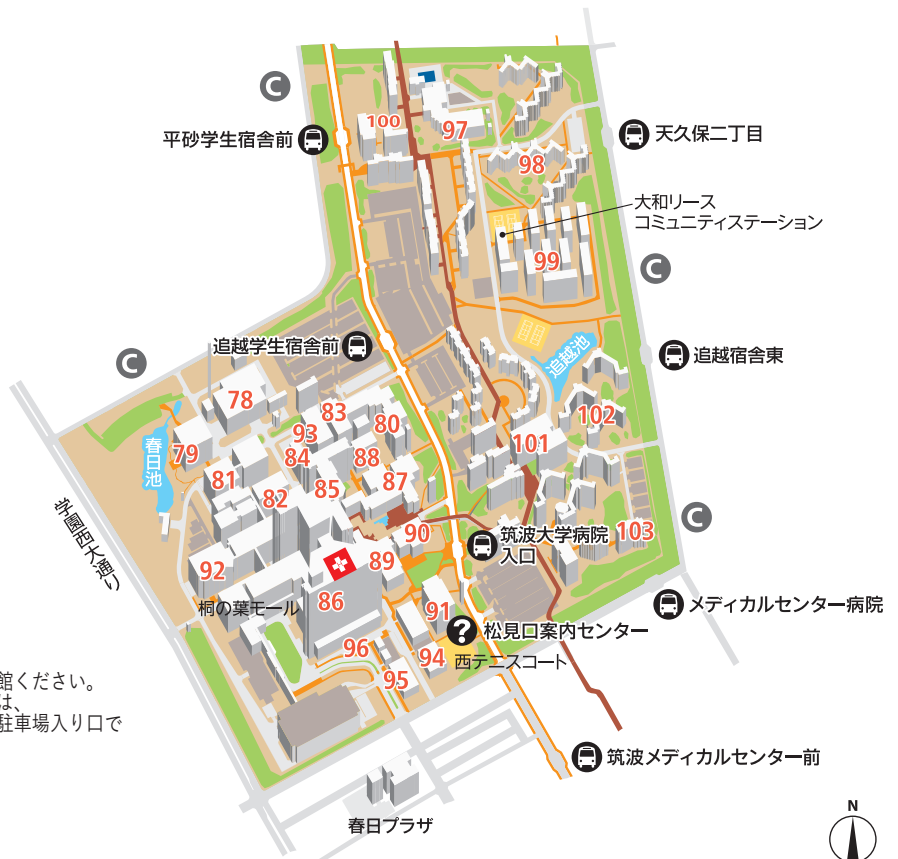 C
100
97
平砂学生宿舎前
天久保二丁目
98
大和リース
コミュニティステーション
99
C
追越学生宿舎前
追越宿舎東
C
追越池
78
83
80
102
93
79
84
88
101
春日池
81
85
87
82
学園西大通り
C
90
筑波大学病院
入口
103
92
89
86
桐の葉モール
91
メディカルセンター病院
?
松見口案内センター
96
94
西テニスコート
95
館ください。
は、
駐車場入り口で
筑波メディカルセンター前
春日プラザ
N